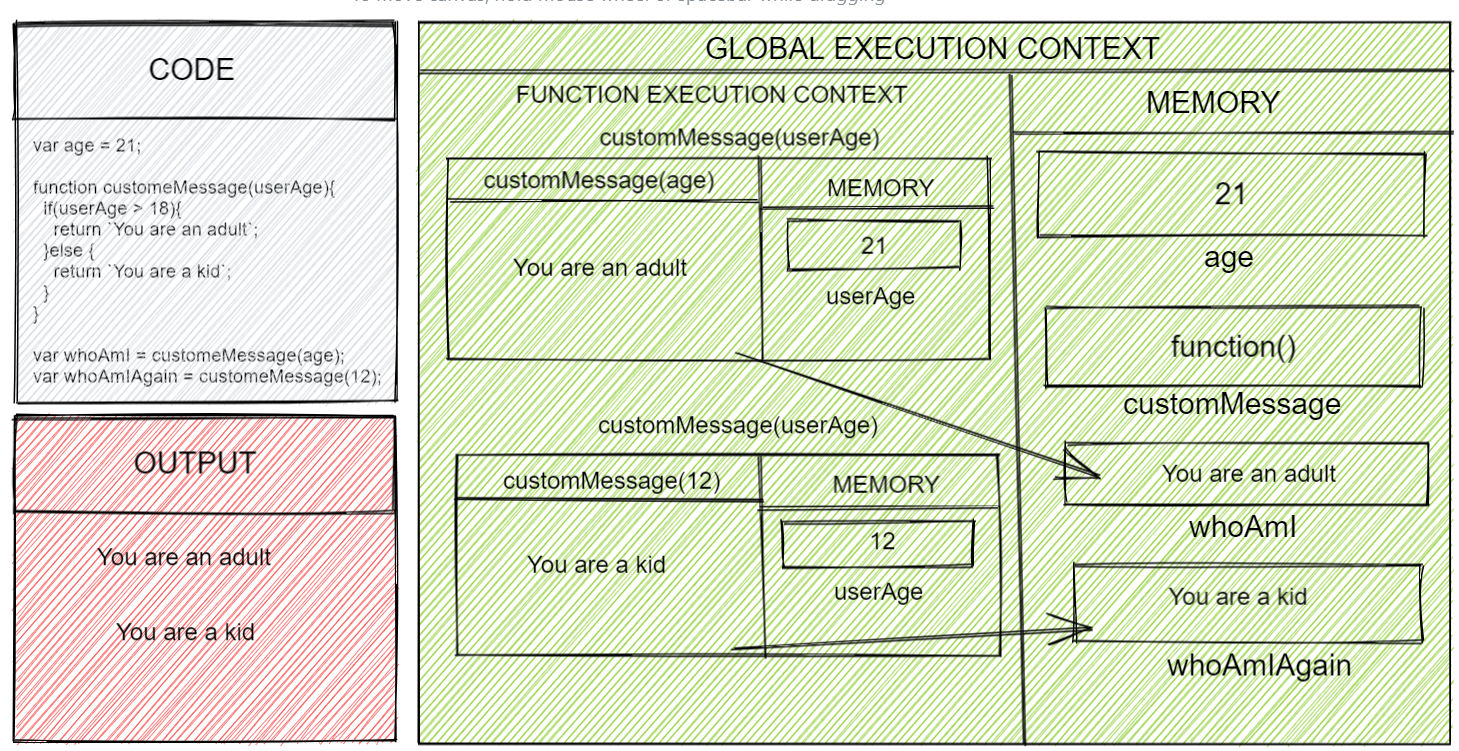 To move canvas, hold mouse wheel or spacebar while dragging
CODE
var age = 21;
function customeMessage(userAge){
if(userAge > 18){
return `You are an adult`;
}else {
return `You are a kid`;
}
}
var whoAmI = customeMessage(age);
var whoAmIAgain = customeMessage(12);
OUTPUT
You are an adult
You are a kid
GLOBAL EXECUTION CONTEXT
FUNCTION EXECUTION CONTEXT
customMessage(userAge)
customMessage(age)
MEMORY
You are an adult
21
userAge
customMessage(userAge)
customMessage(12)
MEMORY
You are a kid
12
userAge
MEMORY
21
age
function()
customMessage
You are an adult
whoAmI
You are a kid
whoAmIAgain